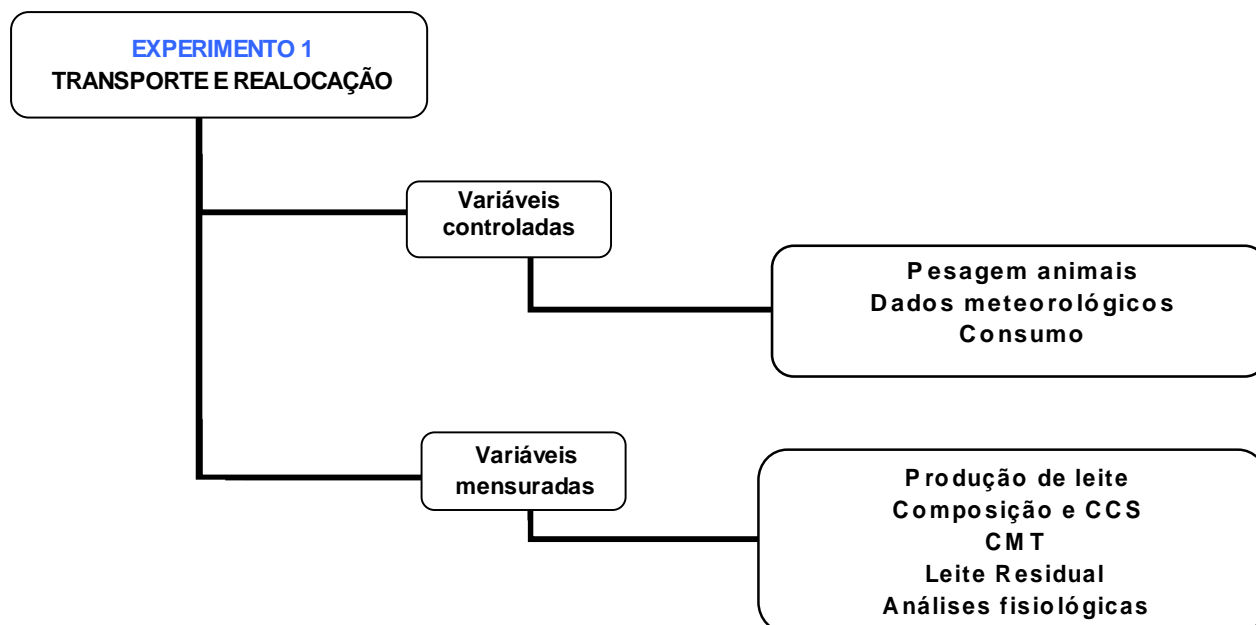 EXPERIMENTO 1
TRANSPORTE E REALOCAÇÃO
Variáveis
controladas
Pesagem animais
Dados meteorológicos
Consumo
Variáveis
mensuradas
Produção de leite
Composição e CCS
CMT
Leite Residual
Análises fisiológicas